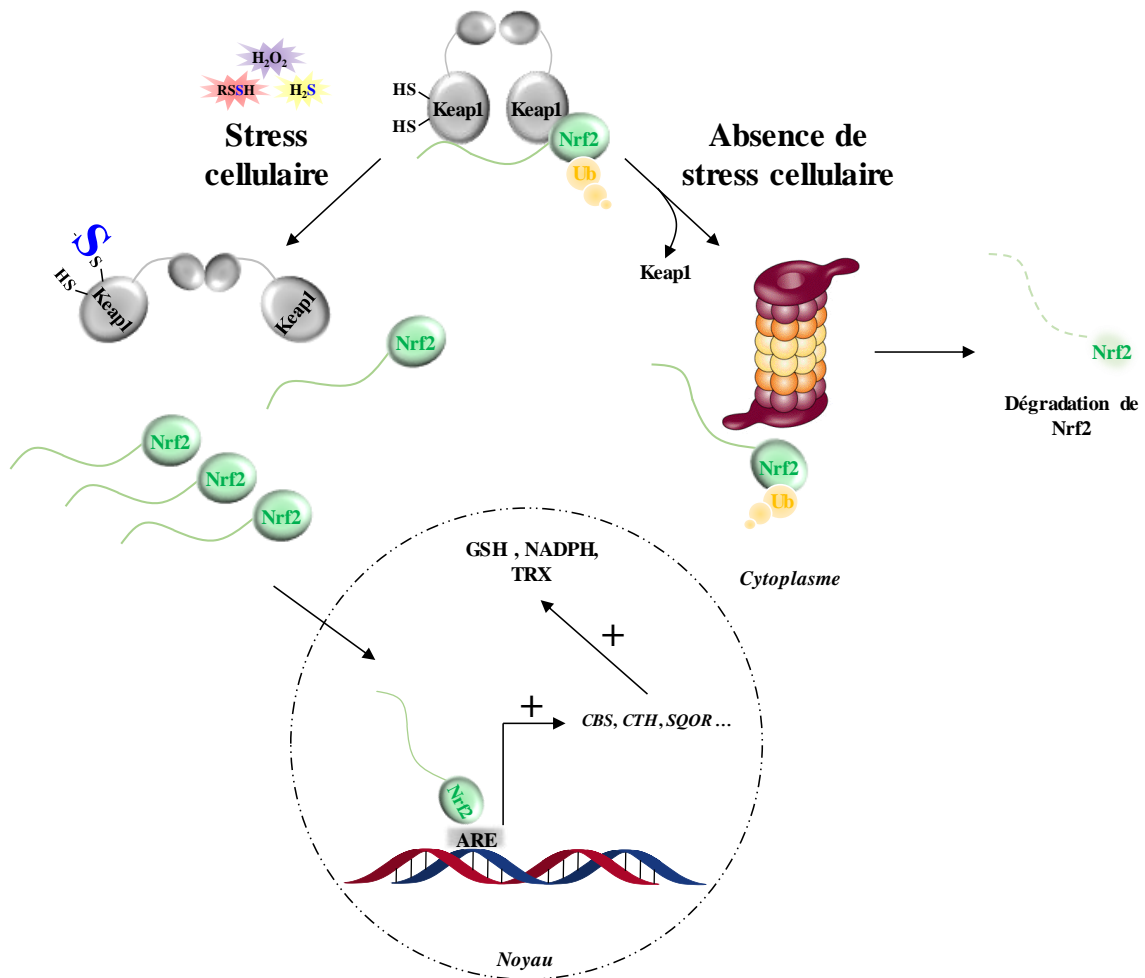 H₂O₂
RSSH
H₂S
Stress
cellulaire
HS
HS
Keap1
Keap1
Nrf2
Ub
Absence de
stress cellulaire
Keap1
S
S
HS
Keap1
Keap1
Nrf2
Nrf2
Dégradation de
Nrf2
Nrf2
Nrf2
Nrf2
Nrf2
Ub
Cytoplasme
GSH , NADPH,
TRX
+
+
CBS, CTH, SQOR ...
Nrf2
ARE
Noyau